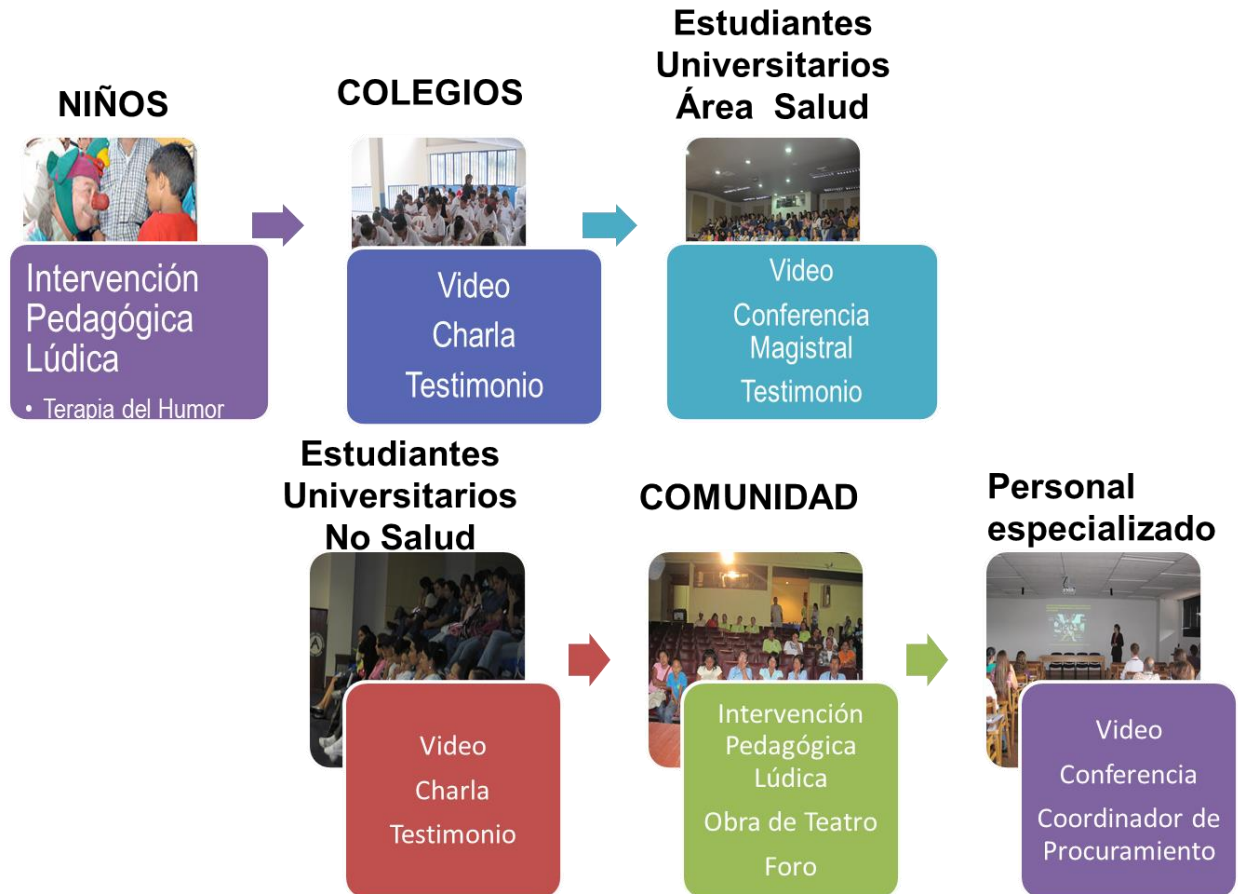 NIÑOS
Intervención
Pedagógica
Lúdica
• Terapia del Humor
COLEGIOS
Video
Charla
Testimonio
Estudiantes
Universitarios
Área Salud
Video
Conferencia
Magistral
Testimonio
Estudiantes
Universitarios
No Salud
Video
Charla
Testimonio
COMUNIDAD
Intervención
Pedagógica
Lúdica
Obra de Teatro
Foro
Personal
especializado
Video
Conferencia
Coordinador de
Procuramiento